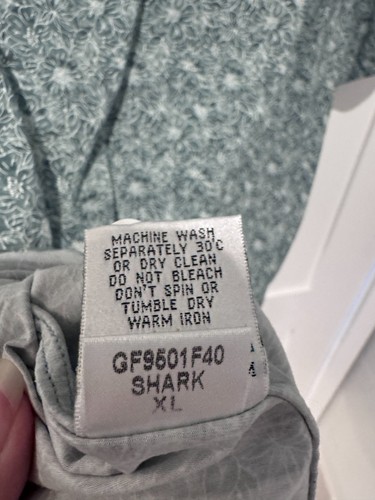 MACHINE WASH
SEPARATELY 30°C
OR DRY CLEAN
DO NOT BLEACH
DON'T SPIN OR
TUMBLE DRY
WARM IRON
GF9501F40
SHARK
XL